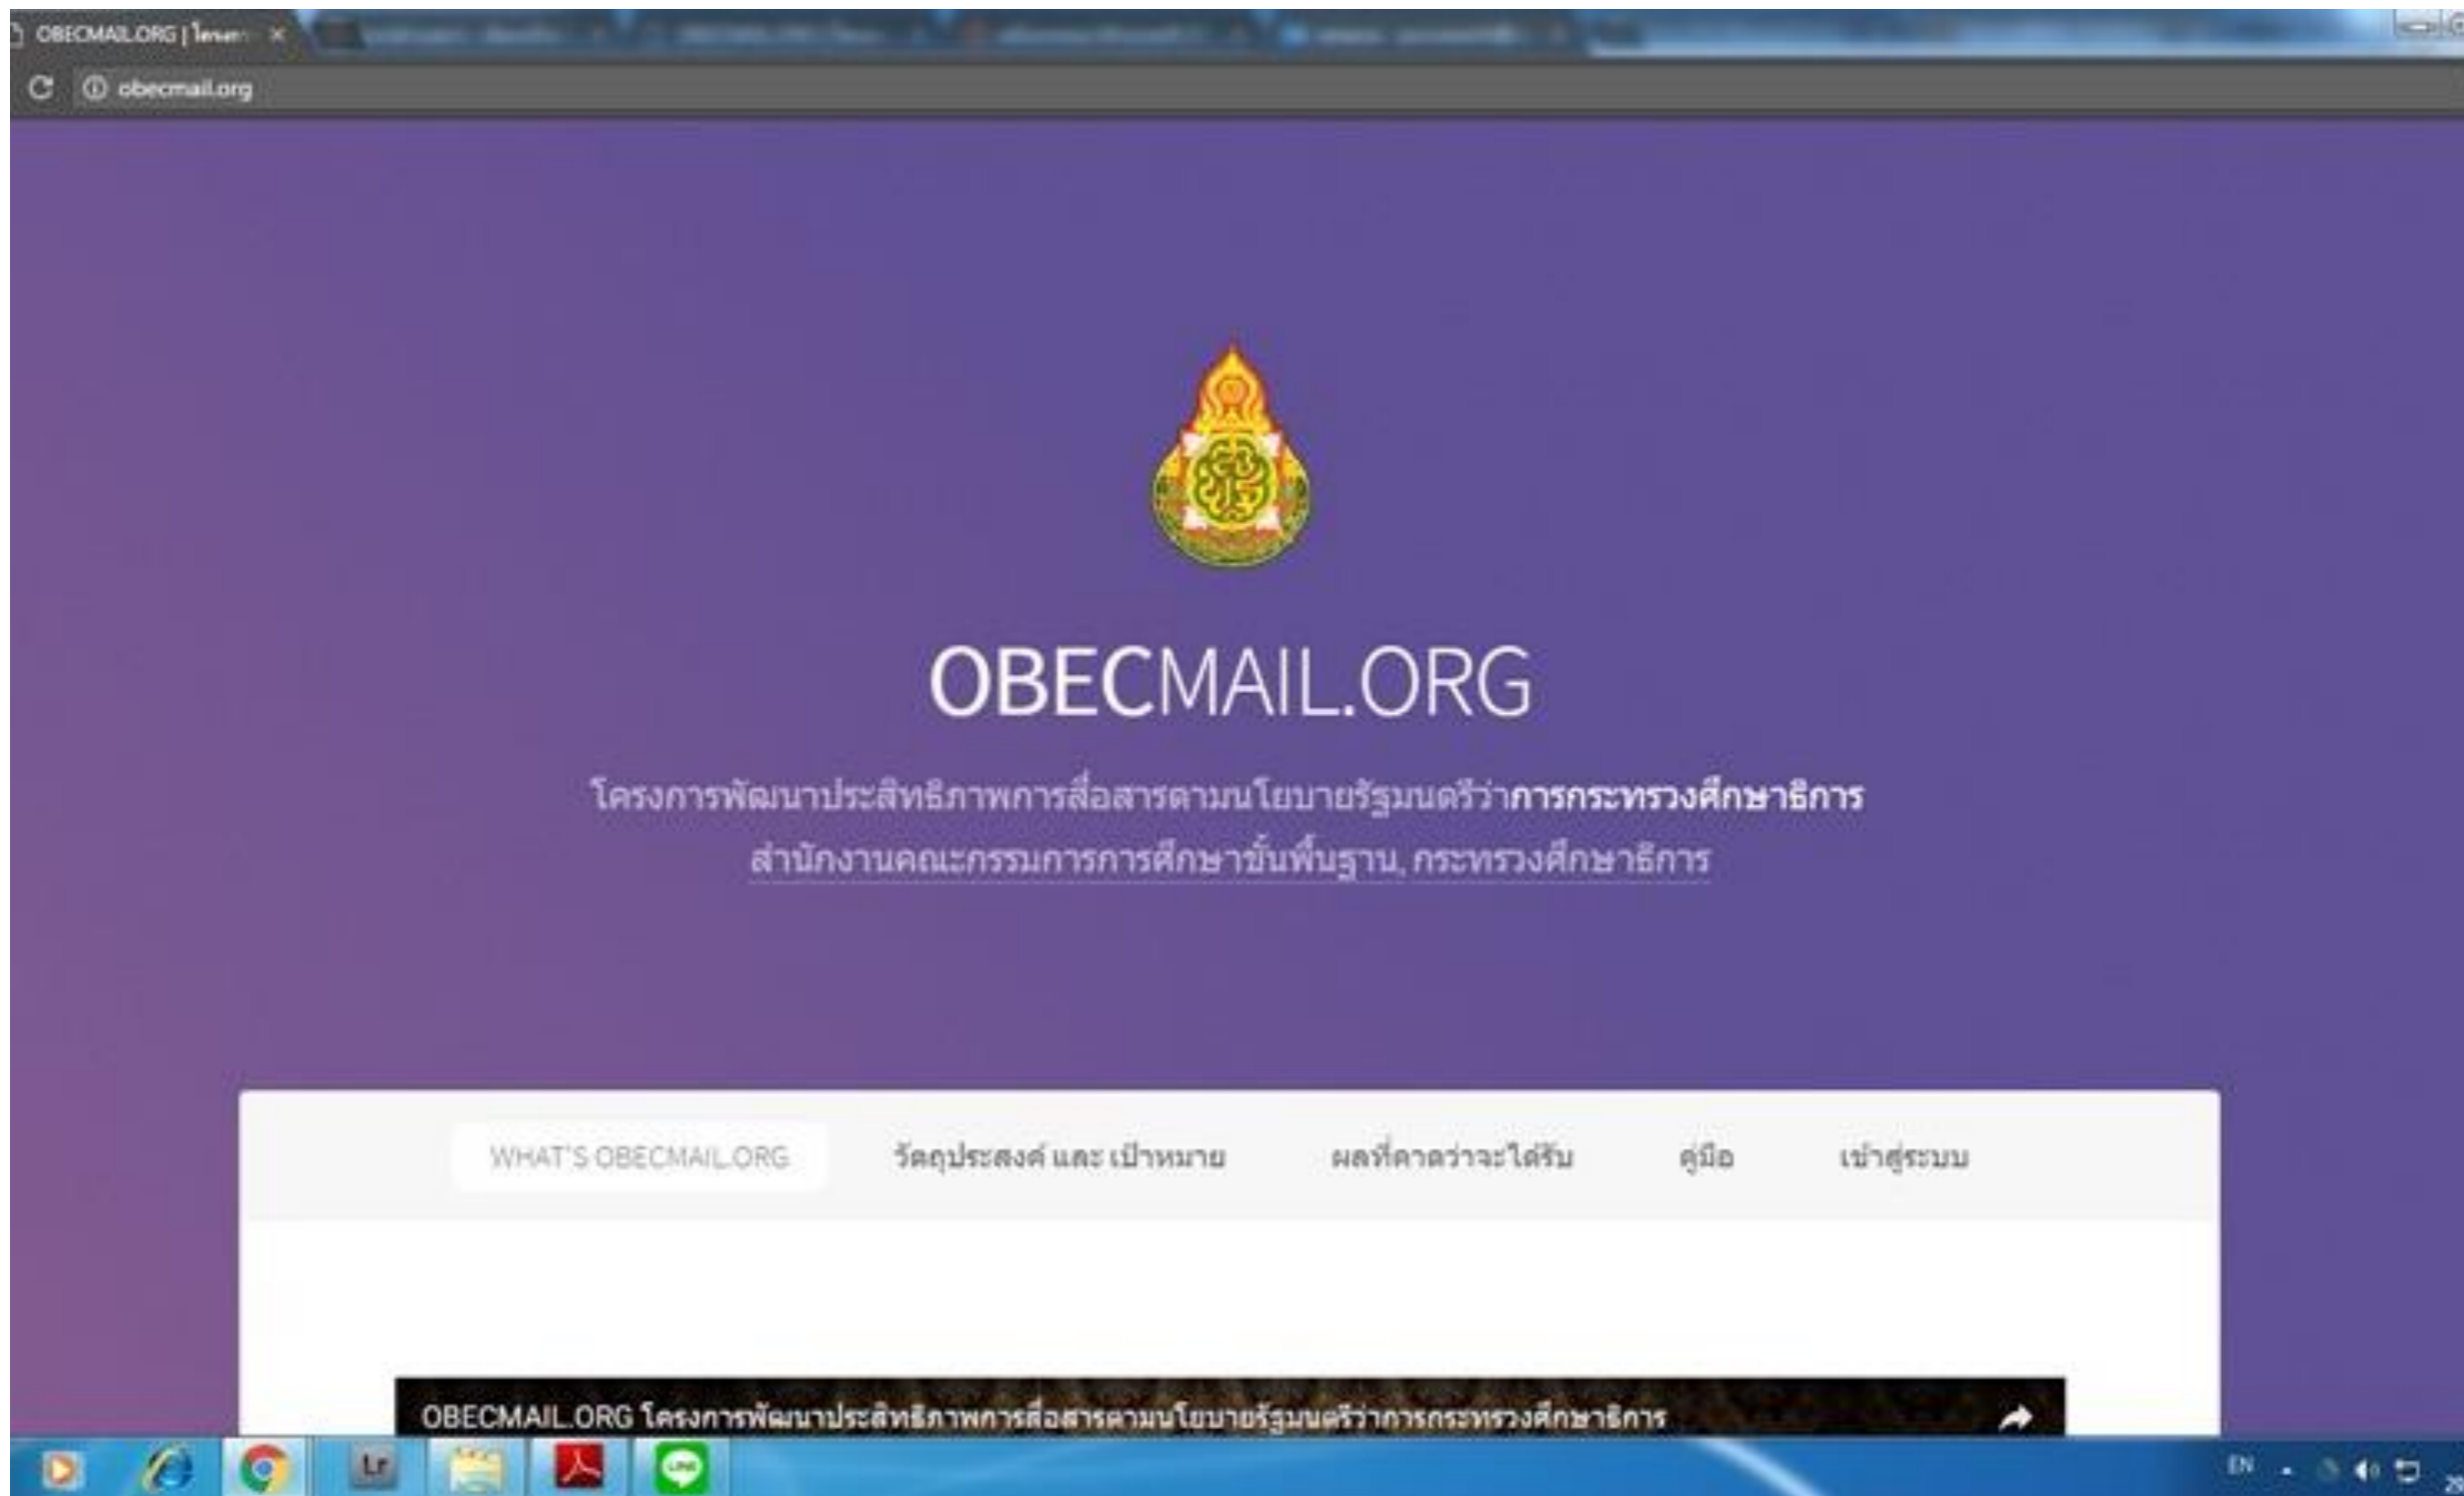 OBECMAIL.ORG | โครงการ
obecmail.org
OBECMAIL.ORG
โครงการพัฒนาประสิทธิภาพการสื่อสารตามนโยบายรัฐมนตรีว่าการกระทรวงศึกษาธิการ
สำนักงานคณะกรรมการการศึกษาขั้นพื้นฐาน, กระทรวงศึกษาธิการ
WHAT'S OBECMAIL.ORG วัตถุประสงค์ และ เป้าหมาย ผลที่คาดว่าจะได้รับ คู่มือ เข้าสู่ระบบ
OBECMAIL.ORG โครงการพัฒนาประสิทธิภาพการสื่อสารตามนโยบายรัฐมนตรีว่าการกระทรวงศึกษาธิการ
Lr LINE EN